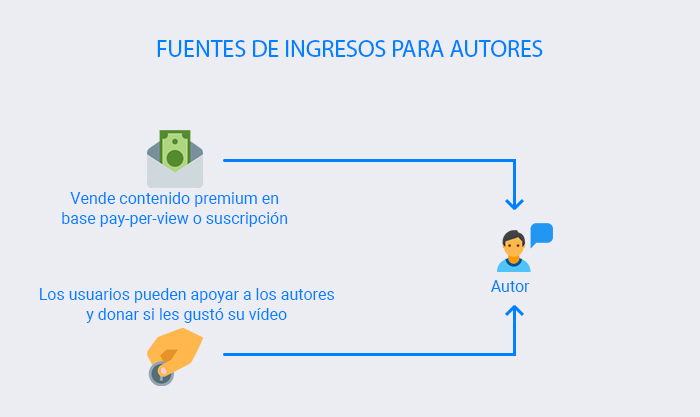 FUENTES DE INGRESOS PARA AUTORES
Vende contenido premium en
base pay-per-view o suscripción
Autor
Los usuarios pueden apoyar a los autores
y donar si les gustó su vídeo